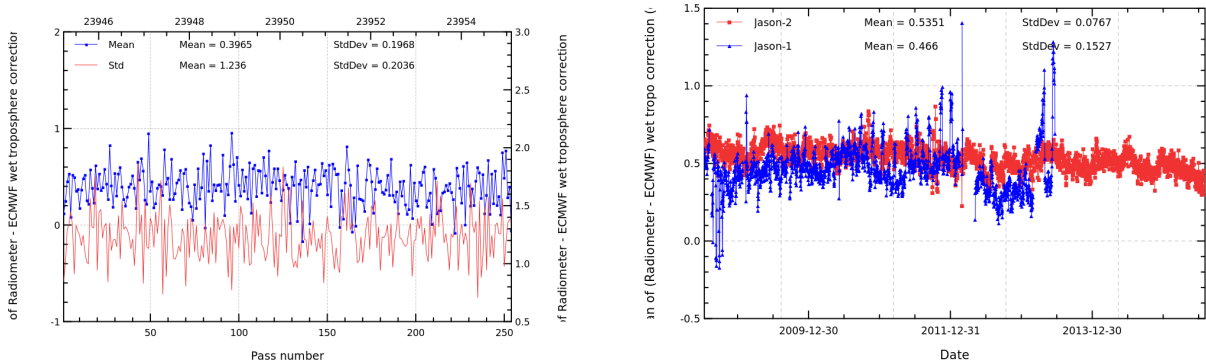 23946 23948 23950 23952 23954
of Radiometer - ECMWF wet troposphere correction
2
1
0
-1
Mean Mean = 0.3965 StdDev = 0.1968
Std Mean = 1.236 StdDev = 0.2036
3.0
2.5
2.0
1.5
1.0
0.5
of Radiometer - ECMWF wet troposphere correction
50 100 150 200 250
Pass number
an of (Radiometer - ECMWF) wet tropo correction (
1.5
1.0
0.5
0.0
-0.5
Jason-2 Mean = 0.5351 StdDev = 0.0767
Jason-1 Mean = 0.466 StdDev = 0.1527
2009-12-30 2011-12-31 2013-12-30
Date